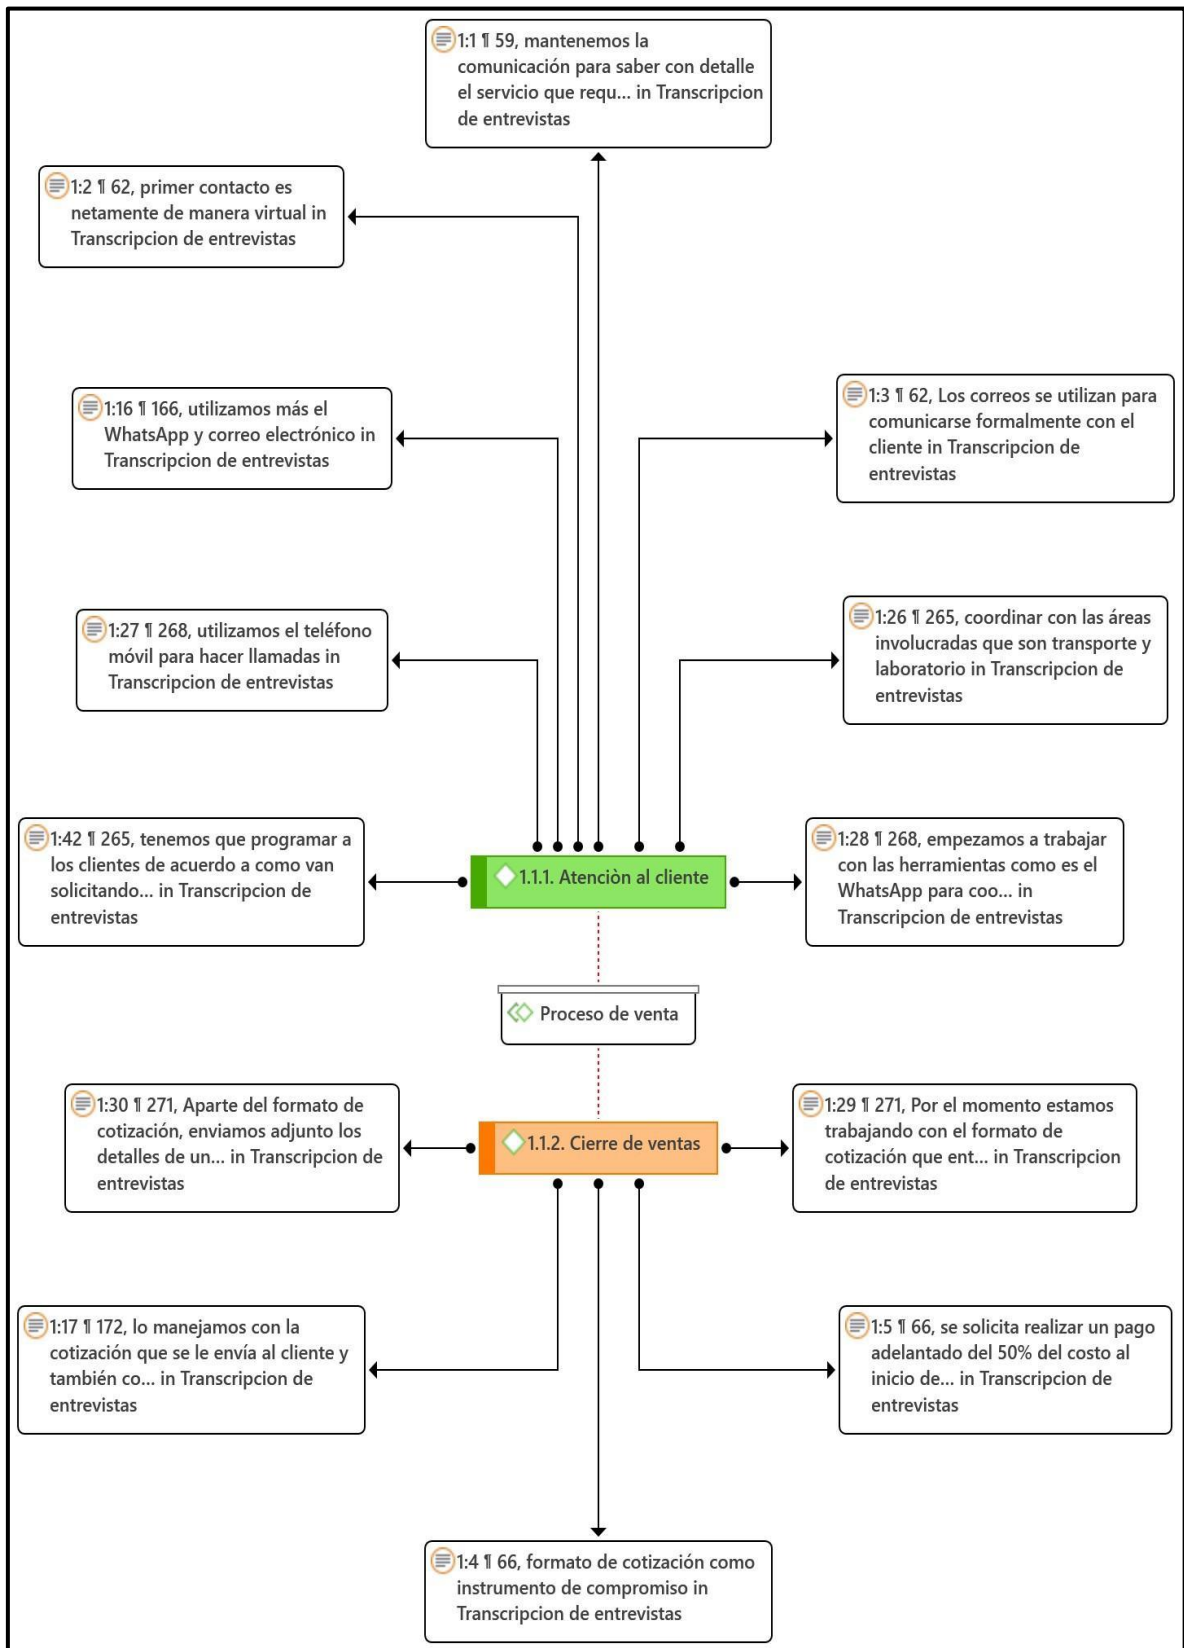 1:1 ¶ 59, mantenemos la
comunicación para saber con detalle
el servicio que requ... in Transcripcion
de entrevistas
1:2 ¶ 62, primer contacto es
netamente de manera virtual in
Transcripcion de entrevistas
1:16 ¶ 166, utilizamos más el
WhatsApp y correo electrónico in
Transcripcion de entrevistas
1:3 ¶ 62, Los correos se utilizan para
comunicarse formalmente con el
cliente in Transcripcion de
entrevistas
1:27 ¶ 268, utilizamos el teléfono
móvil para hacer llamadas in
Transcripcion de entrevistas
1:26 ¶ 265, coordinar con las áreas
involucradas que son transporte y
laboratorio in Transcripcion de
entrevistas
1:42 ¶ 265, tenemos que programar a
los clientes de acuerdo a como van
solicitando... in Transcripcion de
entrevistas
1.1.1. Atenciòn al cliente
1:28 ¶ 268, empezamos a trabajar
con las herramientas como es el
WhatsApp para coo... in
Transcripcion de entrevistas
Proceso de venta
1:30 ¶ 271, Aparte del formato de
cotización, enviamos adjunto los
detalles de un... in Transcripcion de
entrevistas
1.1.2. Cierre de ventas
1:29 ¶ 271, Por el momento estamos
trabajando con el formato de
cotización que ent... in Transcripcion
de entrevistas
1:17 ¶ 172, lo manejamos con la
cotización que se le envía al cliente y
también co... in Transcripcion de
entrevistas
1:5 ¶ 66, se solicita realizar un pago
adelantado del 50% del costo al
inicio de... in Transcripcion de
entrevistas
1:4 ¶ 66, formato de cotización como
instrumento de compromiso in
Transcripcion de entrevistas